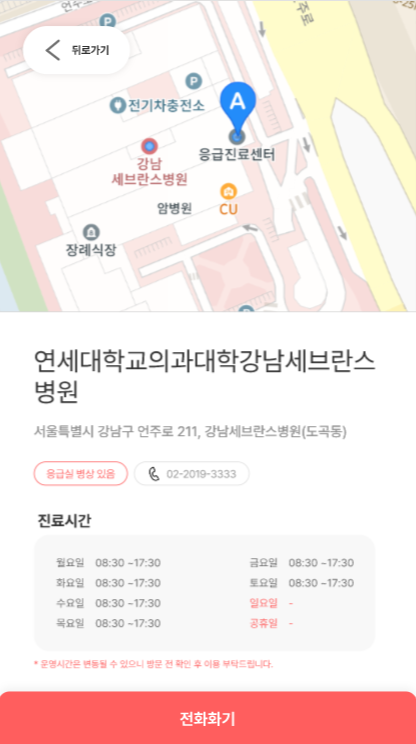 P
뒤로가기
P
전기차충전소
A
응급진료센터
강남
세브란스병원
암병원
CU
장례식장
연세대학교의과대학강남세브란스
병원
서울특별시 강남구 언주로 211, 강남세브란스병원(도곡동)
응급실 병상 있음
02-2019-3333
진료시간
월요일 08:30 ~17:30
금요일 08:30 ~17:30
화요일 08:30 ~17:30
토요일 08:30 ~17:30
수요일 08:30 ~17:30
일요일 -
목요일 08:30 ~17:30
공휴일 -
* 운영시간은 변동될 수 있으니 방문 전 확인 후 이용 부탁드립니다.
전화화기